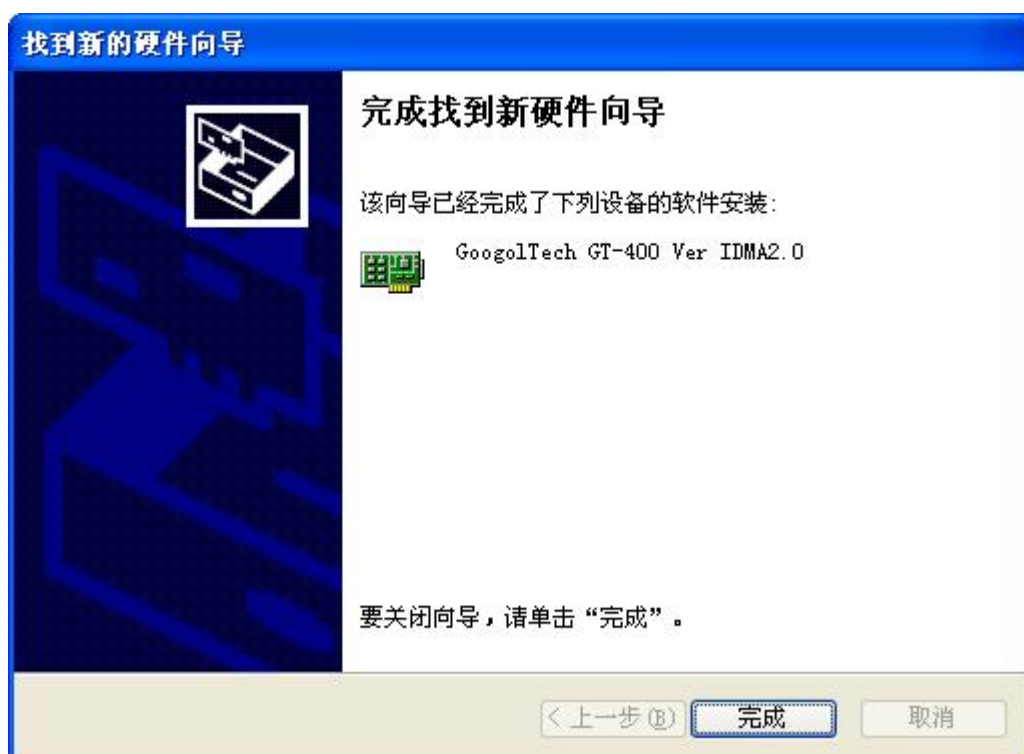 找到新的硬件向导
完成找到新硬件向导
该向导已经完成了下列设备的软件安装:
GoogolTech GT-400 Ver IDMA2.0
要关闭向导，请单击“完成”。
< 上一步(B)
完成
取消